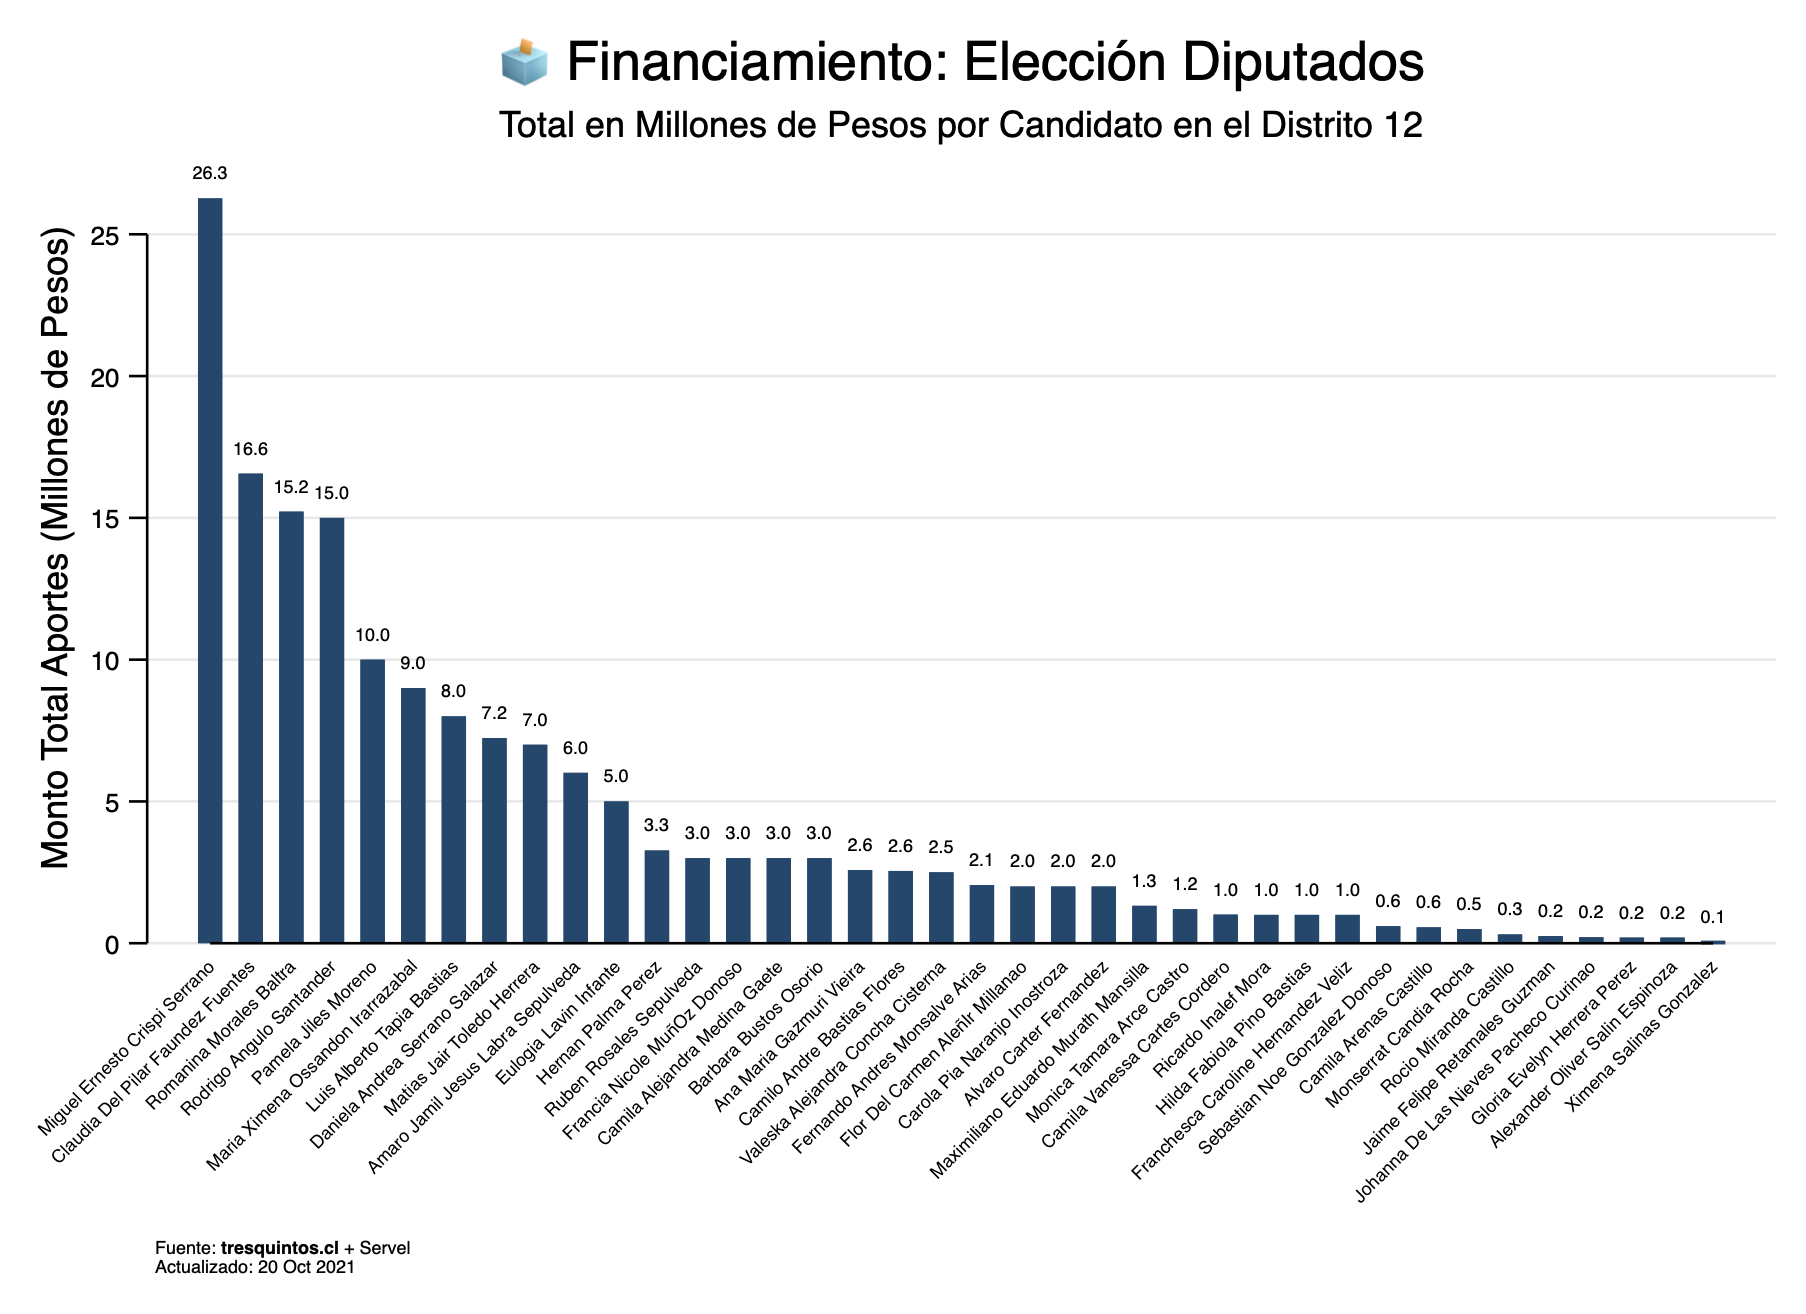 Financiamiento: Elección Diputados
Total en Millones de Pesos por Candidato en el Distrito 12
Monto Total Aportes (Millones de Pesos)
25
20
15
10
5
0
26.3
16.6
15.2
15.0
10.0
9.0
8.0
7.2
7.0
6.0
5.0
3.3
3.0
3.0
3.0
3.0
2.6
2.6
2.5
2.1
2.0
2.0
2.0
1.3
1.2
1.0
1.0
1.0
1.0
0.6
0.6
0.5
0.3
0.2
0.2
0.2
0.2
0.1
Miguel Ernesto Crispi Serrano
Claudia Del Pilar Faundez Fuentes
Romanina Morales Baltra
Rodrigo Angulo Santander
Pamela Jiles Moreno
Maria Ximena Ossandon Irarrazabal
Luis Alberto Tapia Bastias
Daniela Andrea Serrano Salazar
Matias Jair Toledo Herrera
Amaro Jamil Jesus Labra Sepulveda
Eulogia Lavin Infante
Hernan Palma Perez
Ruben Rosales Sepulveda
Francia Nicole MuñOz Donoso
Camila Alejandra Medina Gaete
Barbara Bustos Osorio
Ana Maria Gazmuri Vieira
Camilo Andre Bastias Flores
Valeska Alejandra Concha Cisterna
Fernando Andres Monsalve Arias
Flor Del Carmen Aleñir Millanao
Carola Pia Naranjo Inostroza
Alvaro Carter Fernandez
Maximiliano Eduardo Murath Mansilla
Monica Tamara Arce Castro
Camila Vanessa Cartes Cordero
Ricardo Inalef Mora
Hilda Fabiola Pino Bastias
Franchesca Caroline Hernandez Veliz
Sebastian Noe Gonzalez Donoso
Camila Arenas Castillo
Monserrat Candia Rocha
Rocio Miranda Castillo
Jaime Felipe Retamales Guzman
Johanna De Las Nieves Pacheco Curinao
Gloria Evelyn Herrera Perez
Alexander Oliver Salin Espinoza
Ximena Salinas Gonzalez
Fuente: tresquintos.cl + Servel
Actualizado: 20 Oct 2021